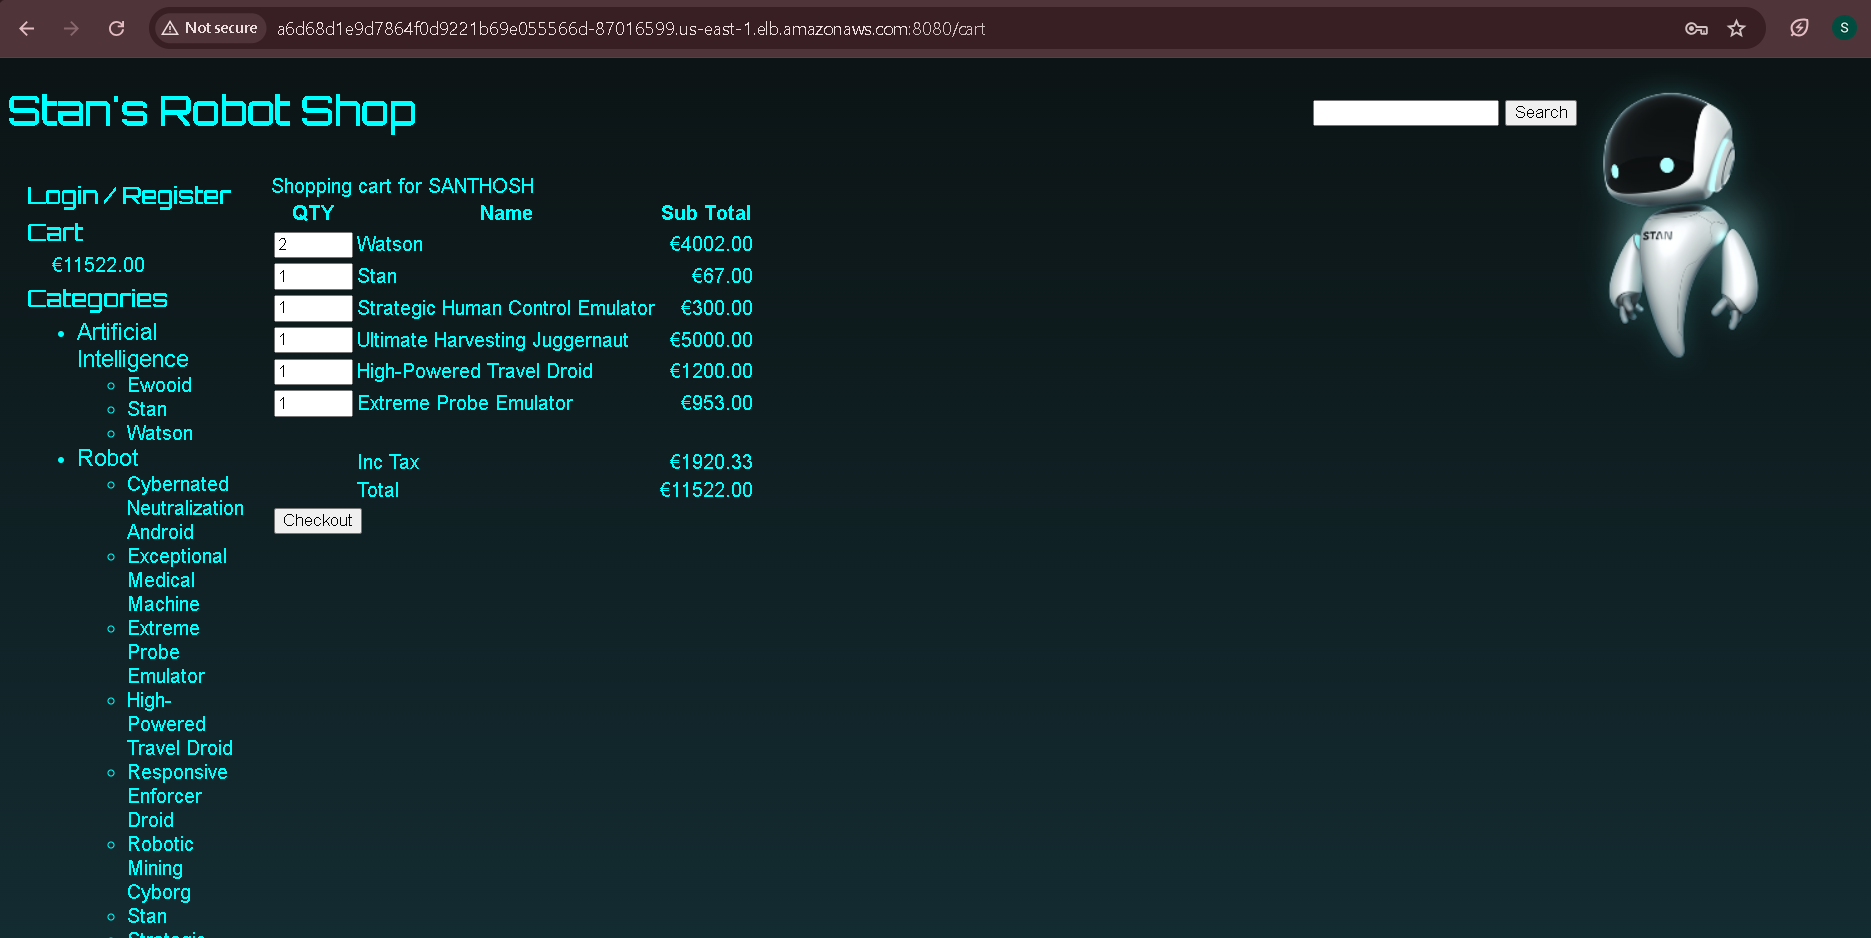 Not secure a6d68d1e9d7864f0d9221b69e055566d-87016599.us-east-1.elb.amazonaws.com:8080/cart S
Stan's Robot Shop
Search
STAN
Login / Register
Cart
€11522.00
Categories
Artificial
Intelligence
Ewooid
Stan
Watson
Robot
Cybernated
Neutralization
Android
Exceptional
Medical
Machine
Extreme
Probe
Emulator
High-
Powered
Travel Droid
Responsive
Enforcer
Droid
Robotic
Mining
Cyborg
Stan
Strategic
Shopping cart for SANTHOSH
QTY Name Sub Total
2 Watson €4002.00
1 Stan €67.00
1 Strategic Human Control Emulator €300.00
1 Ultimate Harvesting Juggernaut €5000.00
1 High-Powered Travel Droid €1200.00
1 Extreme Probe Emulator €953.00
Inc Tax €1920.33
Total €11522.00
Checkout